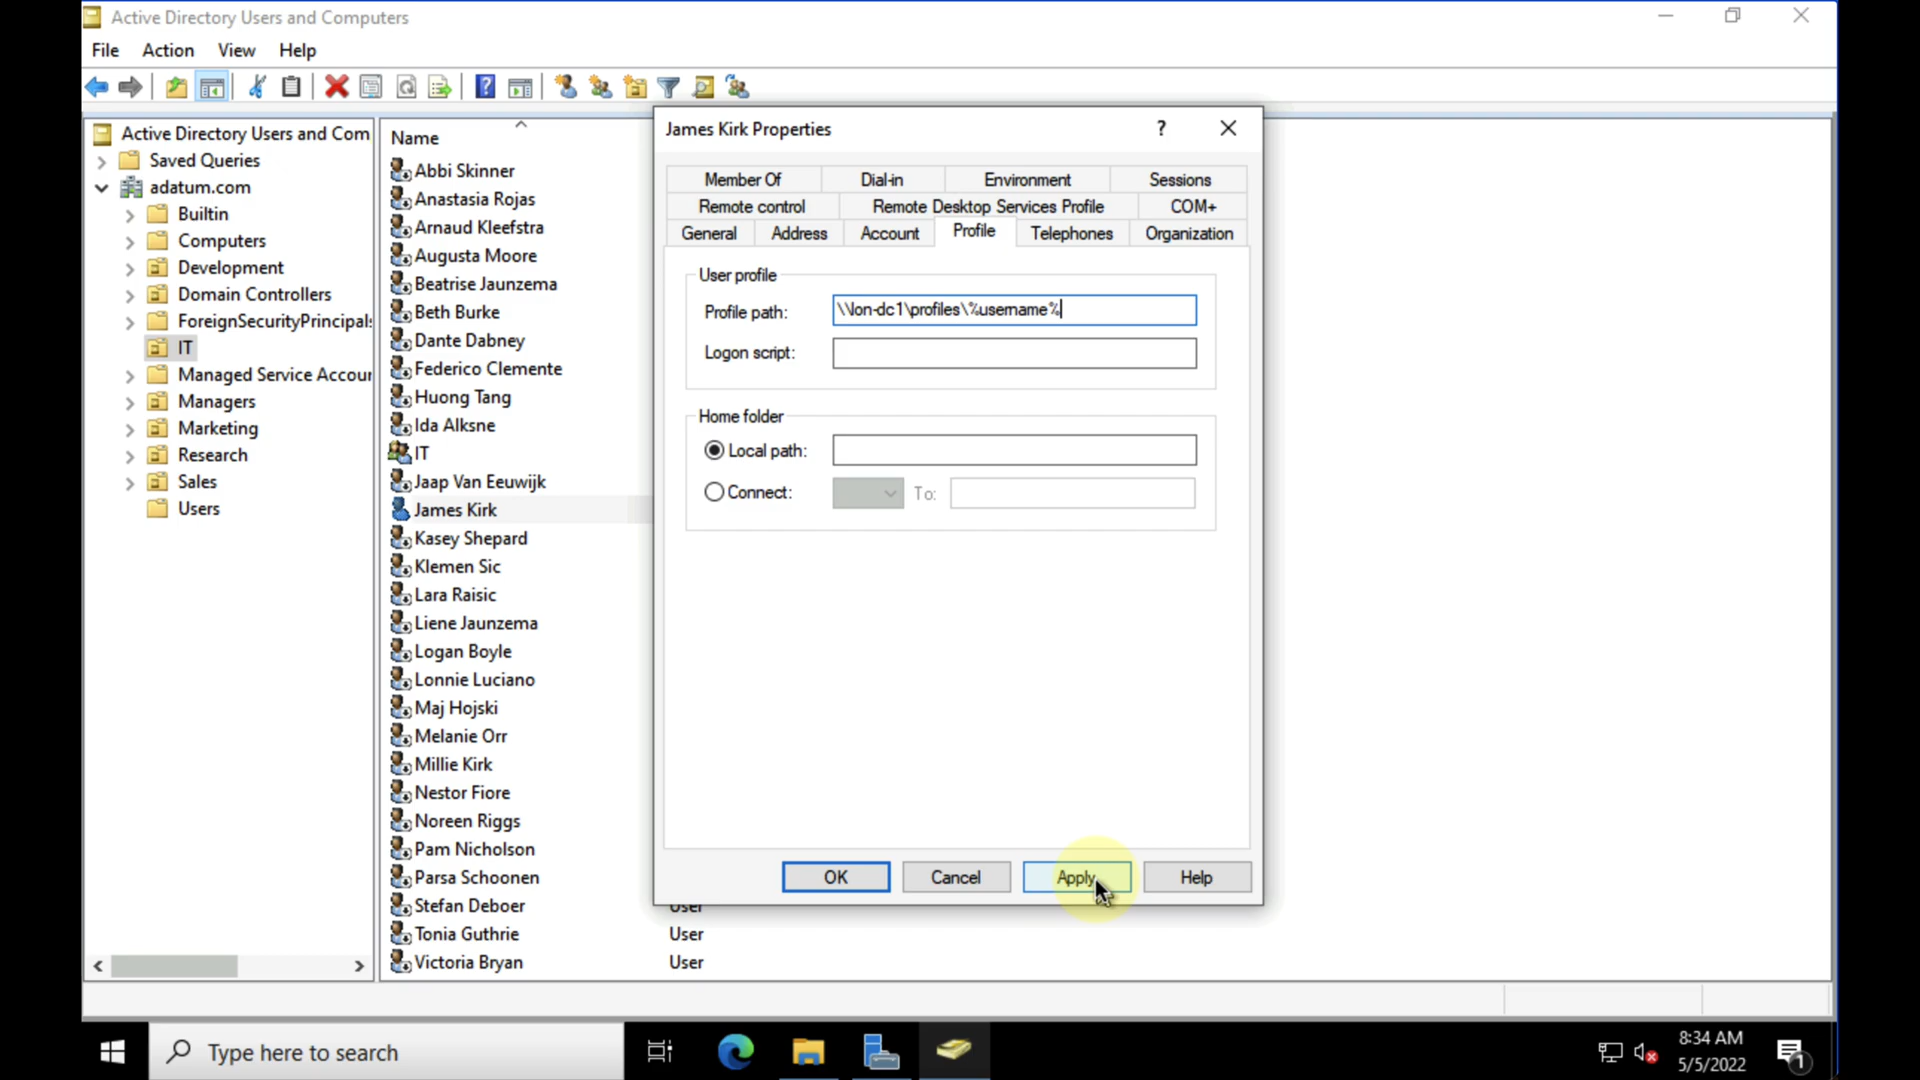 Active Directory Users and Computers
File Action View Help
Active Directory Users and Com
Saved Queries
adatum.com
Builtin
Computers
Development
Domain Controllers
ForeignSecurityPrincipals
IT
Managed Service Accour
Managers
Marketing
Research
Sales
Users
Name
Abbi Skinner
Anastasia Rojas
Arnaud Kleefstra
Augusta Moore
Beatrise Jaunzema
Beth Burke
Dante Dabney
Federico Clemente
Huong Tang
Ida Alksne
IT
Jaap Van Eeuwijk
James Kirk
Kasey Shepard
Klemen Sic
Lara Raisic
Liene Jaunzema
Logan Boyle
Lonnie Luciano
Maj Hojski
Melanie Orr
Millie Kirk
Nestor Fiore
Noreen Riggs
Pam Nicholson
Parsa Schoonen
Stefan Deboer User
Tonia Guthrie User
Victoria Bryan User
James Kirk Properties ?
Member Of Dial-in Environment Sessions
Remote control Remote Desktop Services Profile COM+
General Address Account Profile Telephones Organization
User profile
Profile path: \\lon-dc1\profiles\%username%
Logon script:
Home folder
Local path:
Connect: To:
OK Cancel Apply Help
Type here to search
8:34 AM
5/5/2022
1